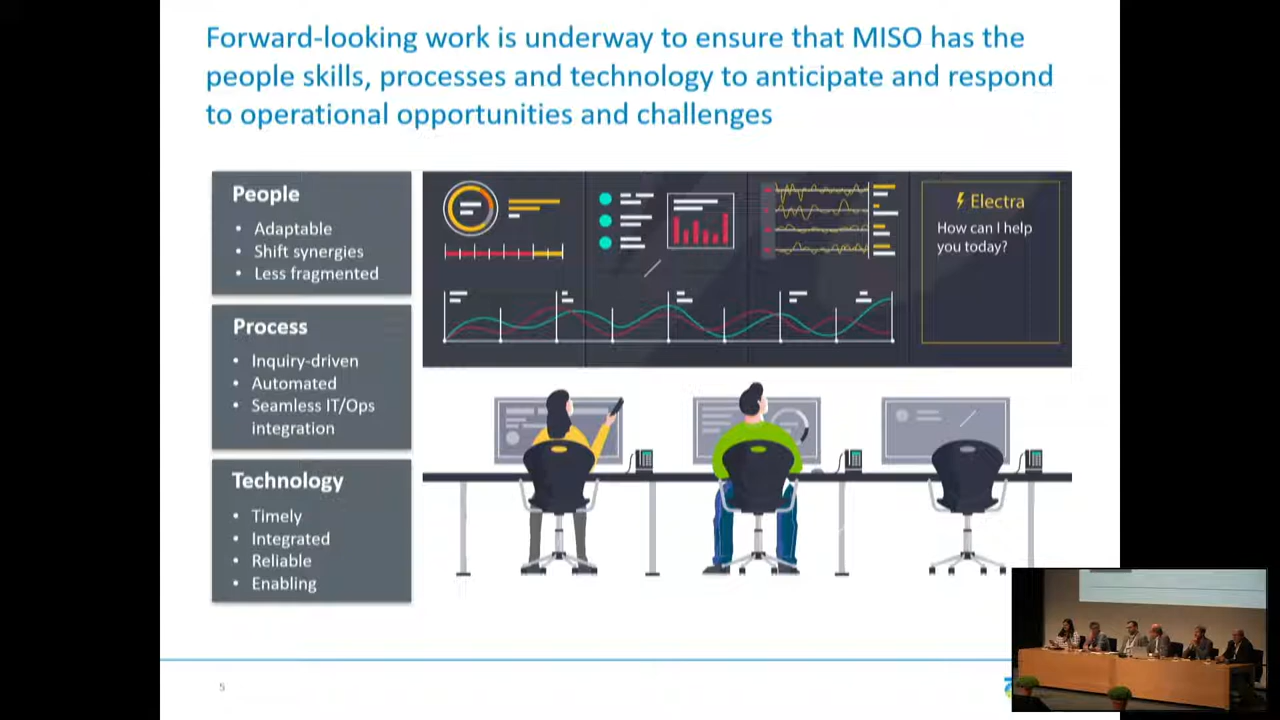 Forward-looking work is underway to ensure that MISO has the
people skills, processes and technology to anticipate and respond
to operational opportunities and challenges
People
• Adaptable
• Shift synergies
• Less fragmented
Process
• Inquiry-driven
• Automated
• Seamless IT/Ops
integration
Technology
• Timely
• Integrated
• Reliable
• Enabling
Electra
How can I help
you today?
5